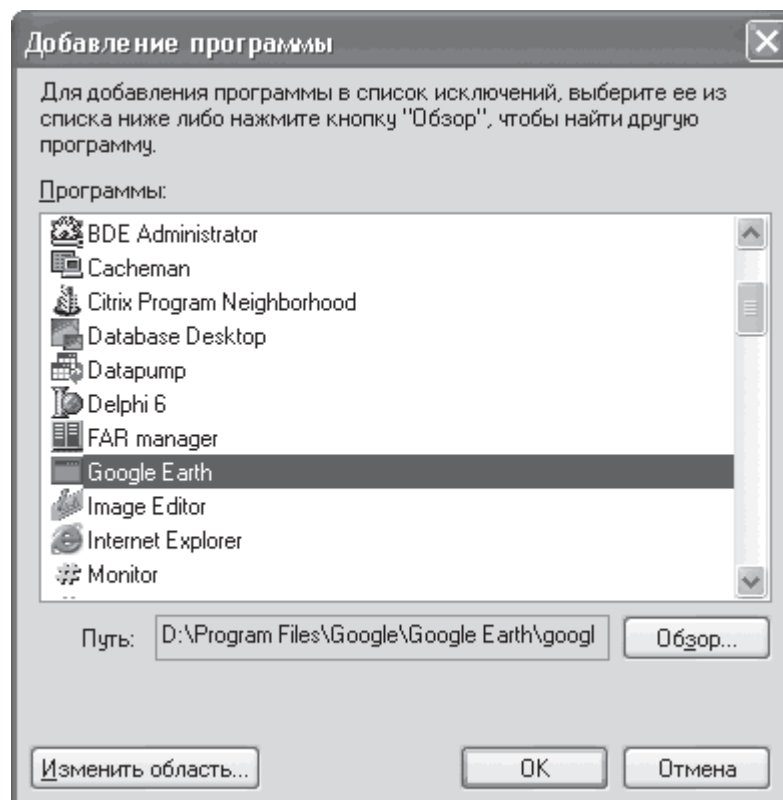 Добавление программы
Для добавления программы в список исключений, выберите ее из
списка ниже либо нажмите кнопку "Обзор", чтобы найти другую
программу.
Программы:
BDE Administrator
Cacheman
Citrix Program Neighborhood
Database Desktop
Datapump
Delphi 6
FAR manager
Google Earth
Image Editor
Internet Explorer
Monitor
Путь: D:\Program Files\Google\Google Earth\googl Обзор...
Изменить область... OK Отмена